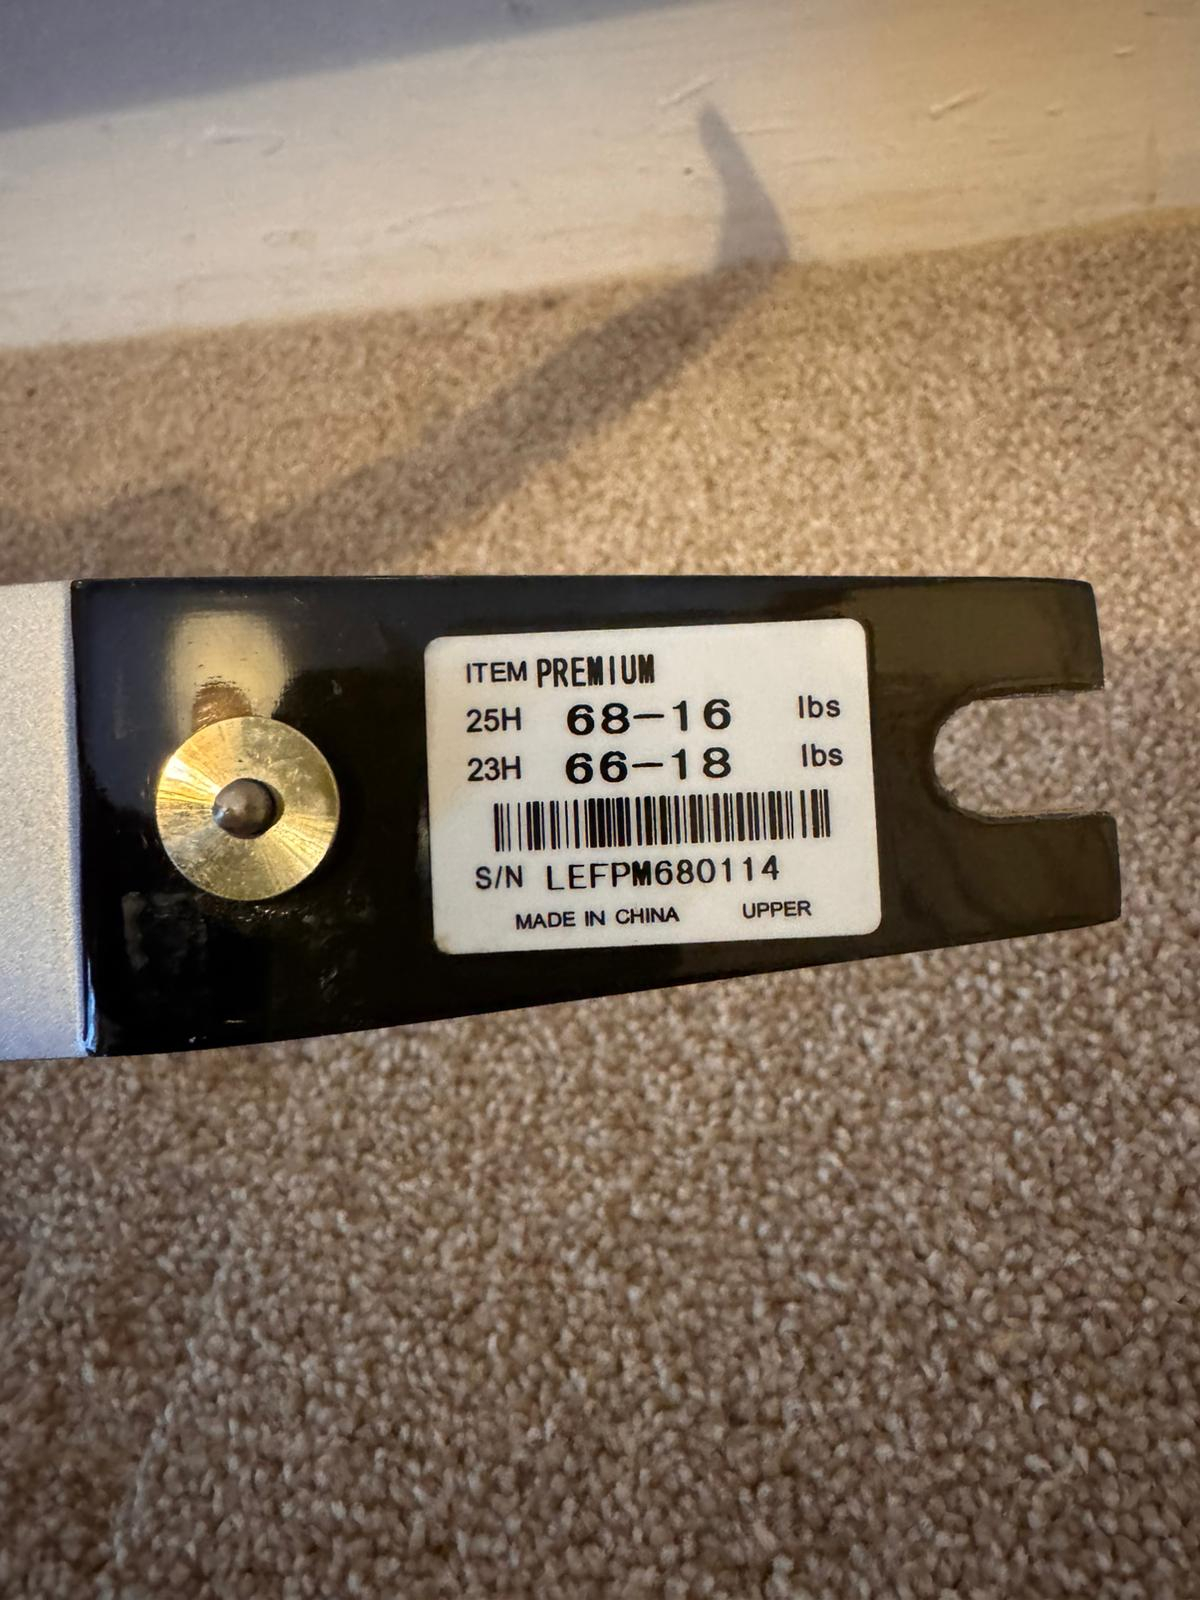 ITEM PREMIUM
25H 68-16 lbs
23H 66-18 lbs
S/N LEFPM680114
MADE IN CHINA UPPER